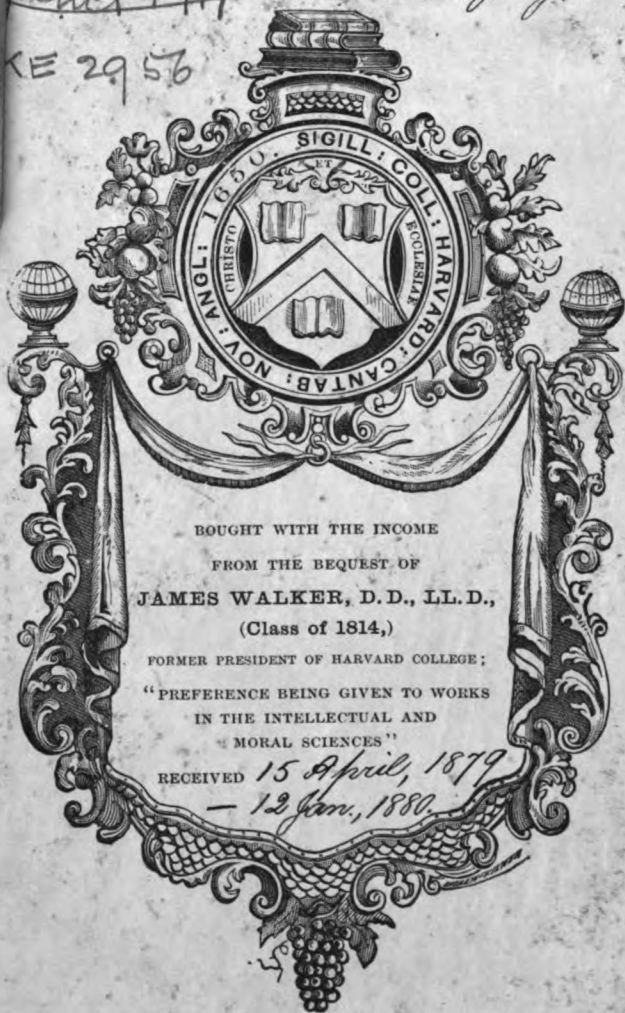 KE 2956
SIGILL: COLL: HARVARD: CANTAB: NOV: ANGL: 1650.
CHRISTO ET ECCLESIAE
BOUGHT WITH THE INCOME
FROM THE BEQUEST OF
JAMES WALKER, D.D., LL.D.,
(Class of 1814,)
FORMER PRESIDENT OF HARVARD COLLEGE;
"PREFERENCE BEING GIVEN TO WORKS
IN THE INTELLECTUAL AND
MORAL SCIENCES"
RECEIVED 15 April, 1879
— 12 Jan., 1880.